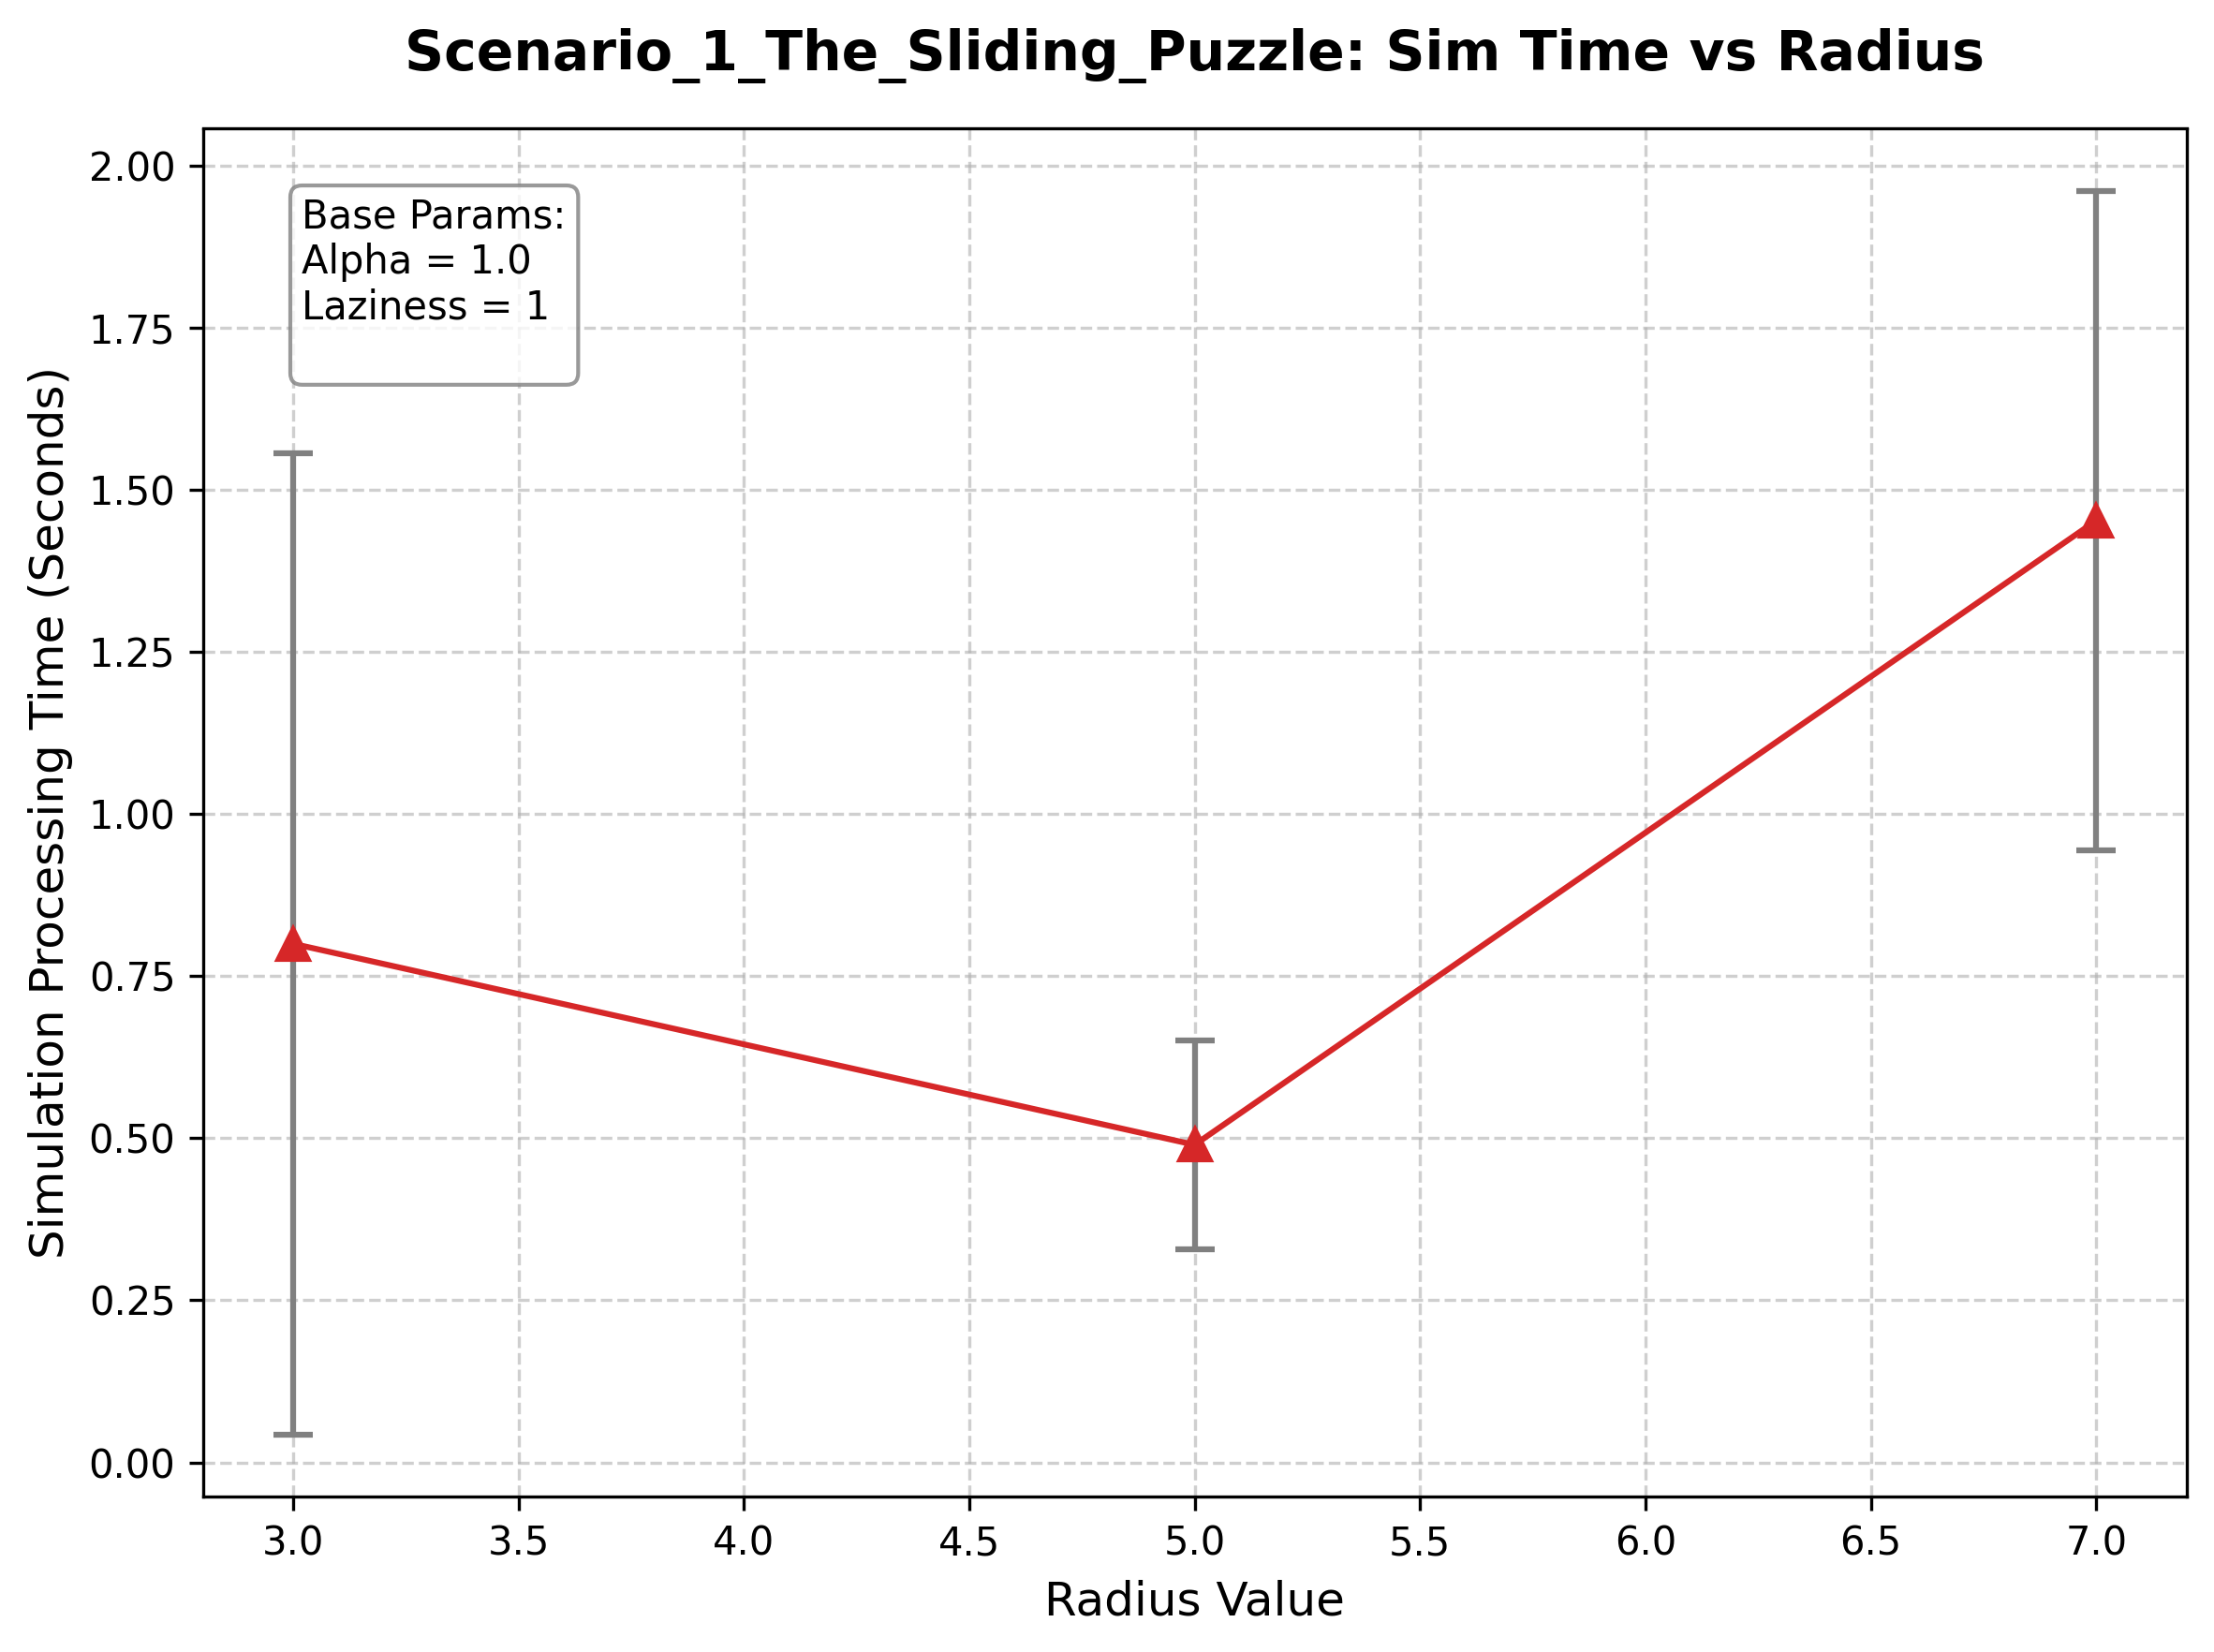 Scenario_1_The_Sliding_Puzzle: Sim Time vs Radius
Simulation Processing Time (Seconds)
2.00
1.75
1.50
1.25
1.00
0.75
0.50
0.25
0.00
Base Params:
Alpha = 1.0
Laziness = 1
3.0 3.5 4.0 4.5 5.0 5.5 6.0 6.5 7.0
Radius Value